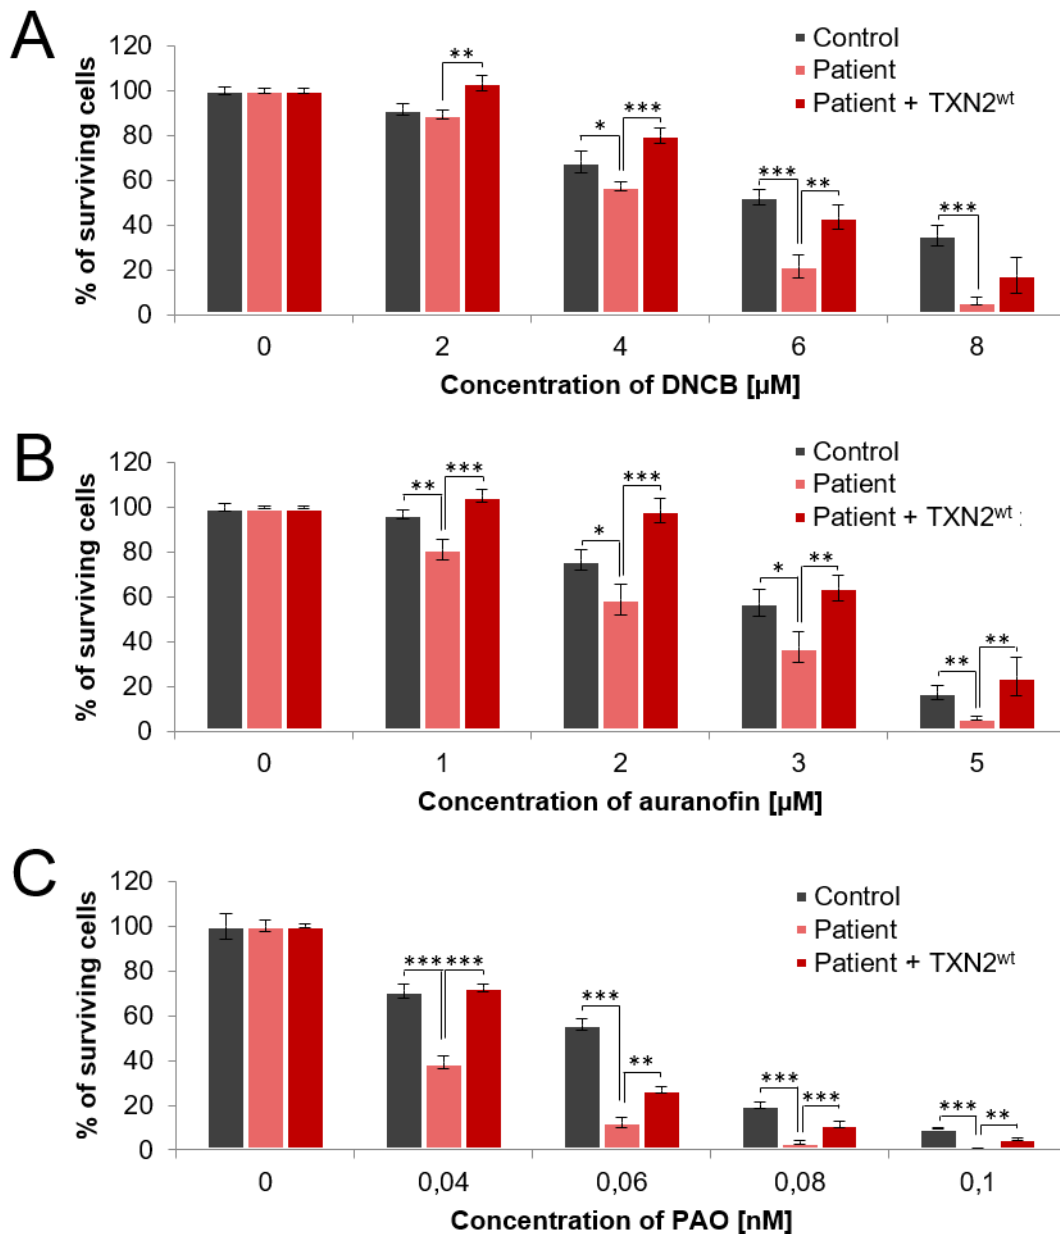 A
% of surviving cells
120
100
80
60
40
20
0
Control
Patient
Patient + TXN2wt
**
*
***
***
**
***
0 2 4 6 8
Concentration of DNCB [µM]
B
% of surviving cells
120
100
80
60
40
20
0
Control
Patient
Patient + TXN2wt :
**
***
*
***
*
**
**
**
0 1 2 3 5
Concentration of auranofin [µM]
C
% of surviving cells
120
100
80
60
40
20
0
Control
Patient
Patient + TXN2wt
***
***
***
**
***
***
***
**
0 0,04 0,06 0,08 0,1
Concentration of PAO [nM]